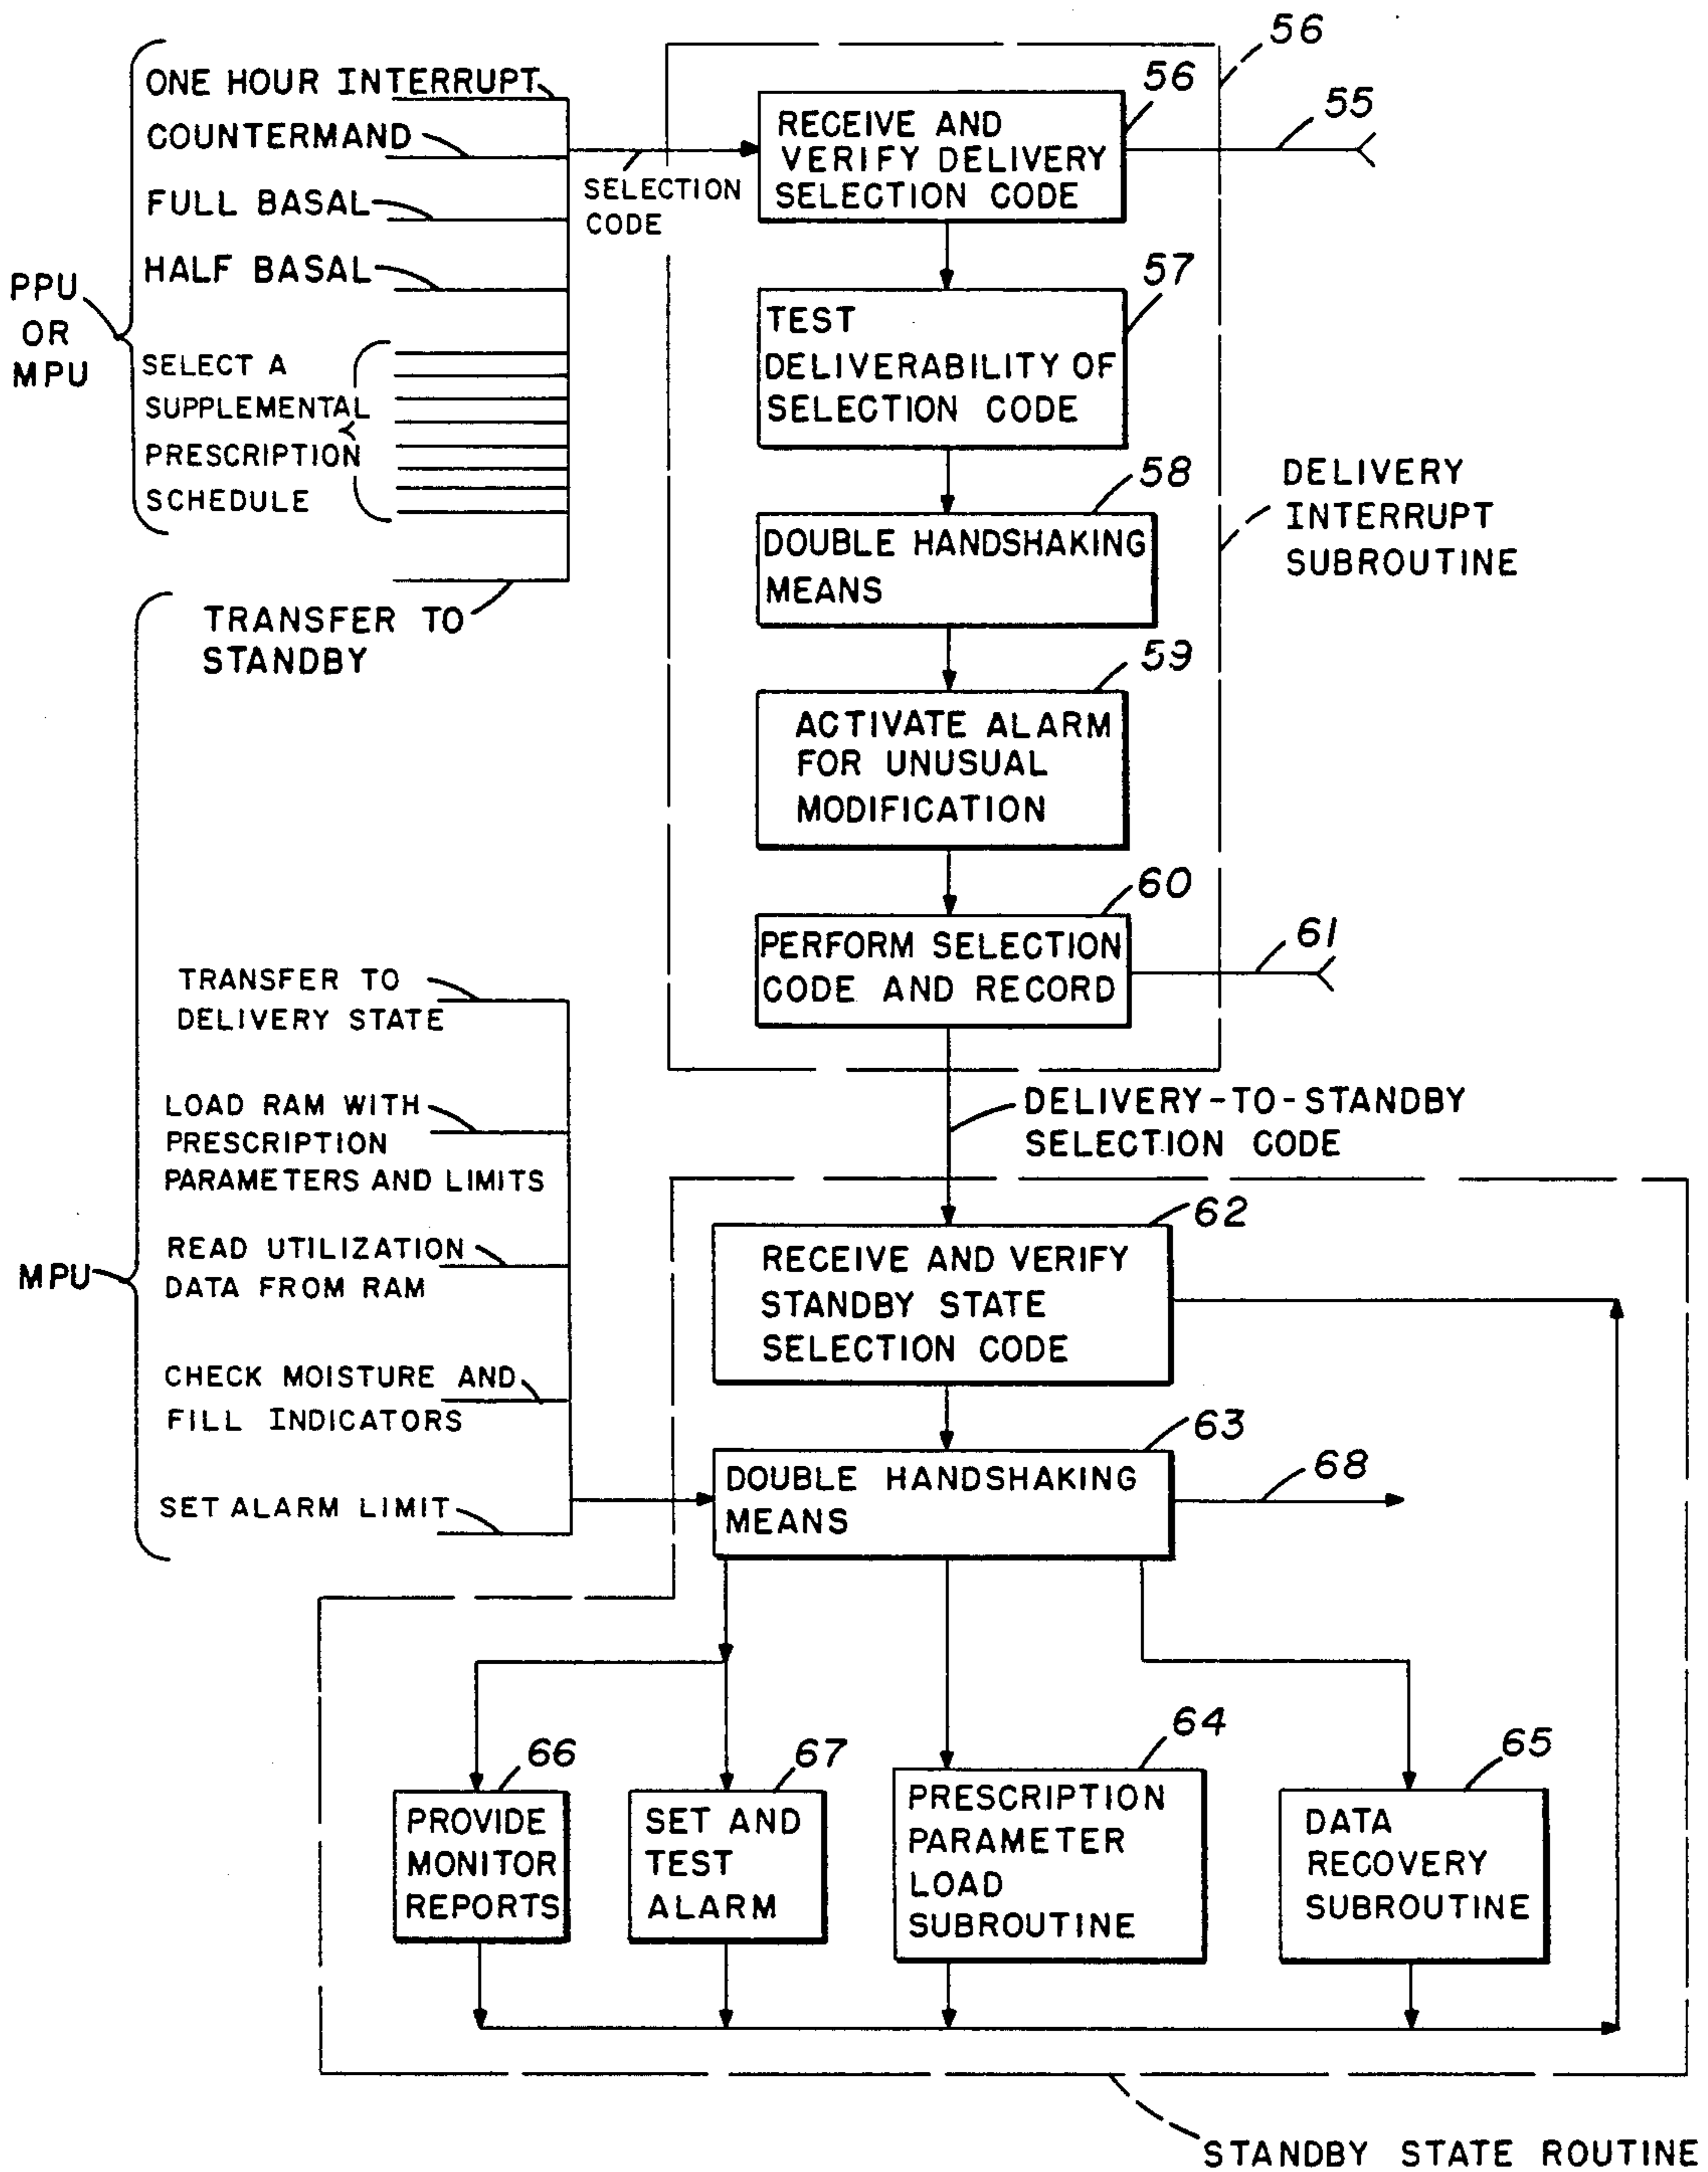 PPU
OR
MPU
ONE HOUR INTERRUPT
COUNTERMAND
FULL BASAL
HALF BASAL
SELECT A
SUPPLEMENTAL
PRESCRIPTION
SCHEDULE
TRANSFER TO
STANDBY
SELECTION
CODE
56
56
RECEIVE AND
VERIFY DELIVERY
SELECTION CODE
55
57
TEST
DELIVERABILITY OF
SELECTION CODE
58
DOUBLE HANDSHAKING
MEANS
DELIVERY
INTERRUPT
SUBROUTINE
59
ACTIVATE ALARM
FOR UNUSUAL
MODIFICATION
60
PERFORM SELECTION
CODE AND RECORD
61
DELIVERY-TO-STANDBY
SELECTION CODE
MPU
TRANSFER TO
DELIVERY STATE
LOAD RAM WITH
PRESCRIPTION
PARAMETERS AND LIMITS
READ UTILIZATION
DATA FROM RAM
CHECK MOISTURE AND
FILL INDICATORS
SET ALARM LIMIT
62
RECEIVE AND VERIFY
STANDBY STATE
SELECTION CODE
63
DOUBLE HANDSHAKING
MEANS
68
66
PROVIDE
MONITOR
REPORTS
67
SET AND
TEST
ALARM
64
PRESCRIPTION
PARAMETER
LOAD
SUBROUTINE
65
DATA
RECOVERY
SUBROUTINE
STANDBY STATE ROUTINE